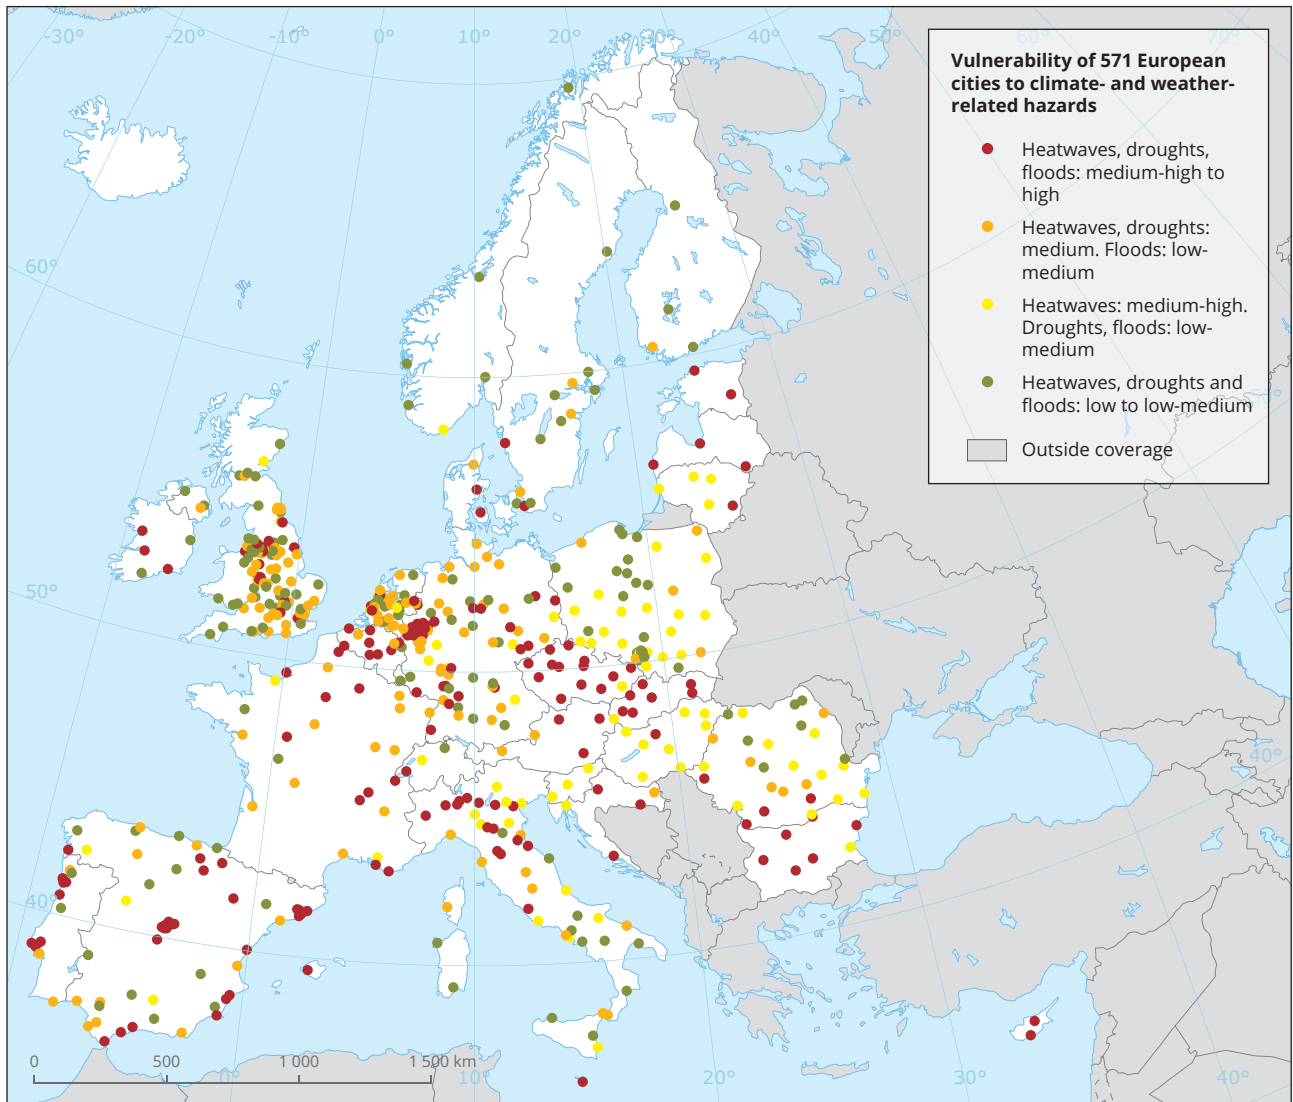 -30°
-20°
-10°
0°
10°
20°
30°
40°
50°
60°
70°
Vulnerability of 571 European
cities to climate- and weather-
related hazards
Heatwaves, droughts,
floods: medium-high to
high
Heatwaves, droughts:
medium. Floods: low-
medium
Heatwaves: medium-high.
Droughts, floods: low-
medium
Heatwaves, droughts and
floods: low to low-medium
Outside coverage
60°
50°
50°
40°
40°
0 500 1 000 1 500 km
0°
10°
20°
30°
40°